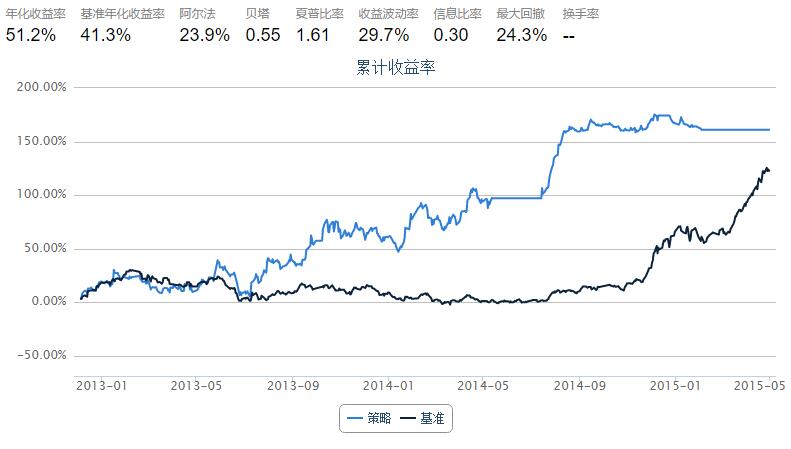 年化收益率 基准年化收益率 阿尔法 贝塔 夏普比率 收益波动率 信息比率 最大回撤 换手率
51.2% 41.3% 23.9% 0.55 1.61 29.7% 0.30 24.3% --
累计收益率
200.00%
150.00%
100.00%
50.00%
0.00%
-50.00%
2013-01 2013-05 2013-09 2014-01 2014-05 2014-09 2015-01 2015-05
策略 基准